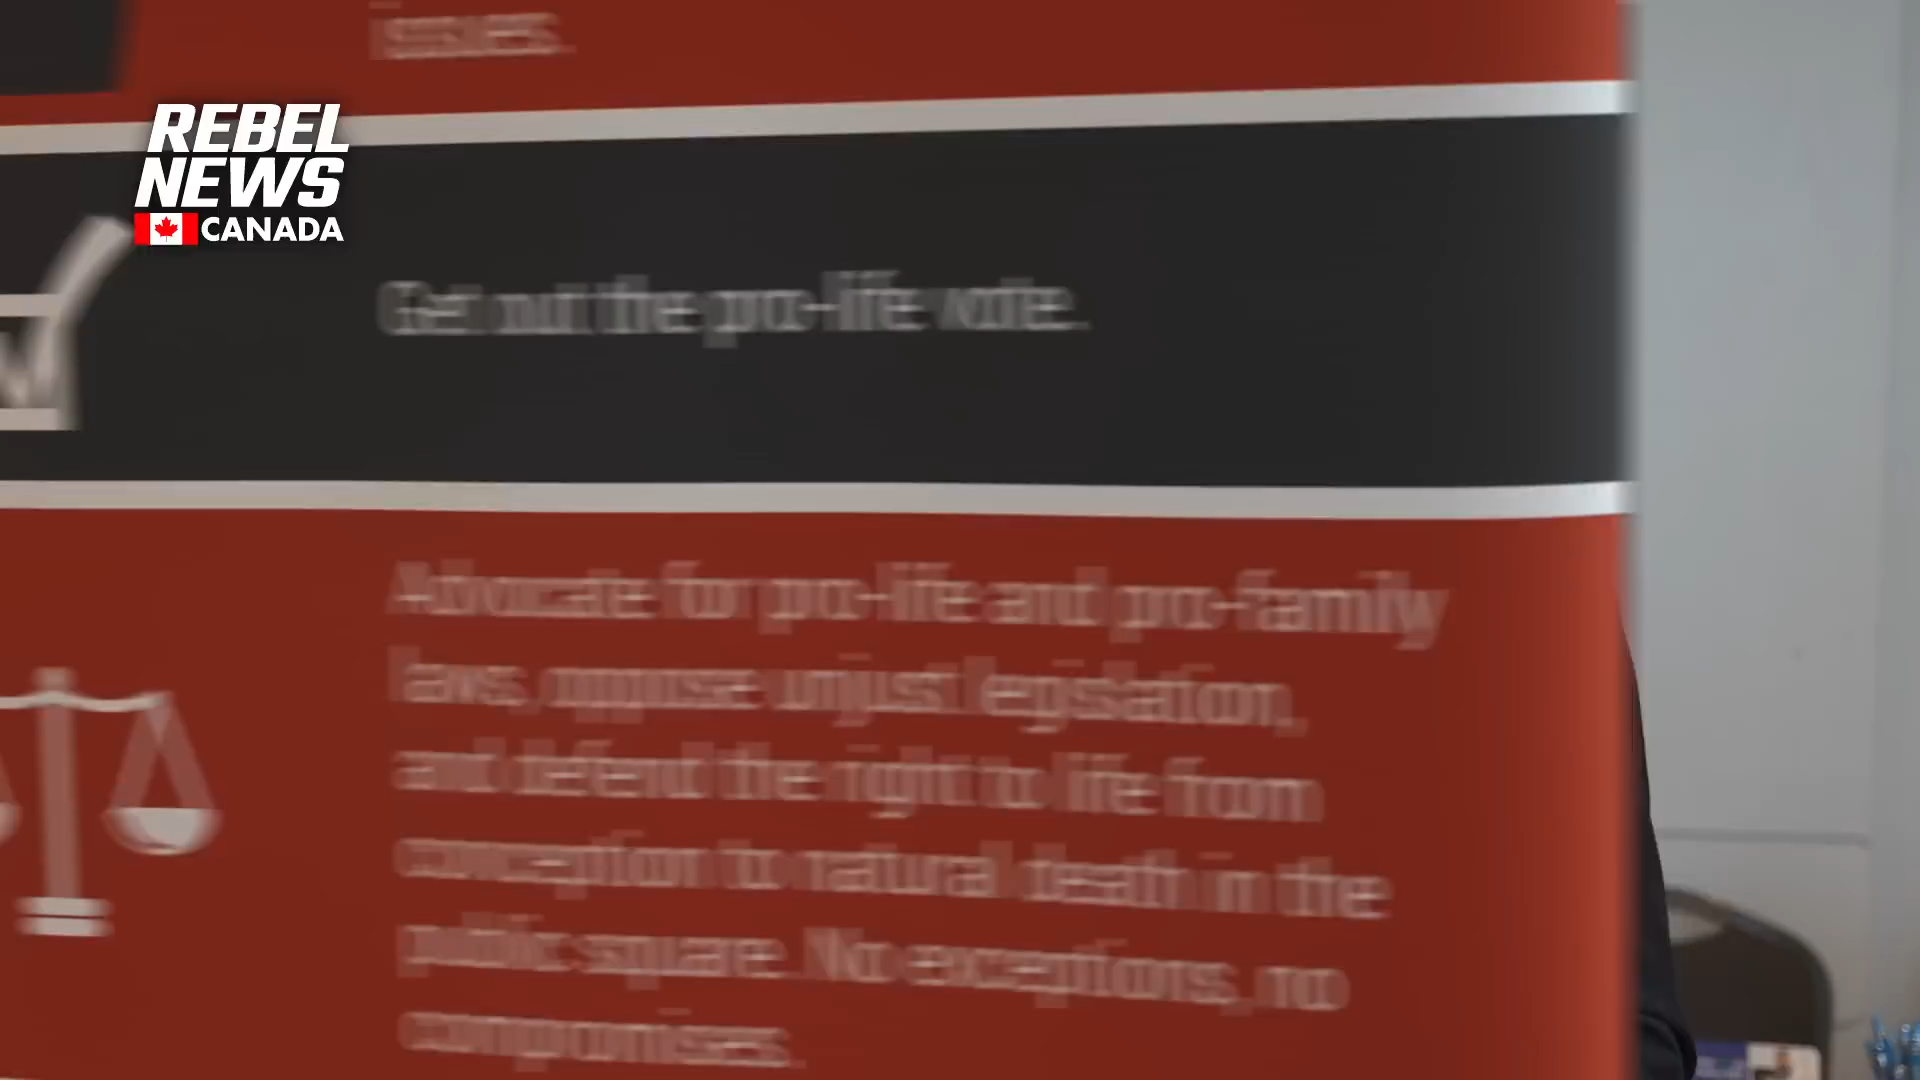 issues.
REBEL
NEWS
CANADA
Get out the pro-life vote.
Advocate for pro-life and pro-family
laws, oppose unjust legislation,
and defend the right to life from
conception to natural death in the
public square. No exceptions, no
compromises.